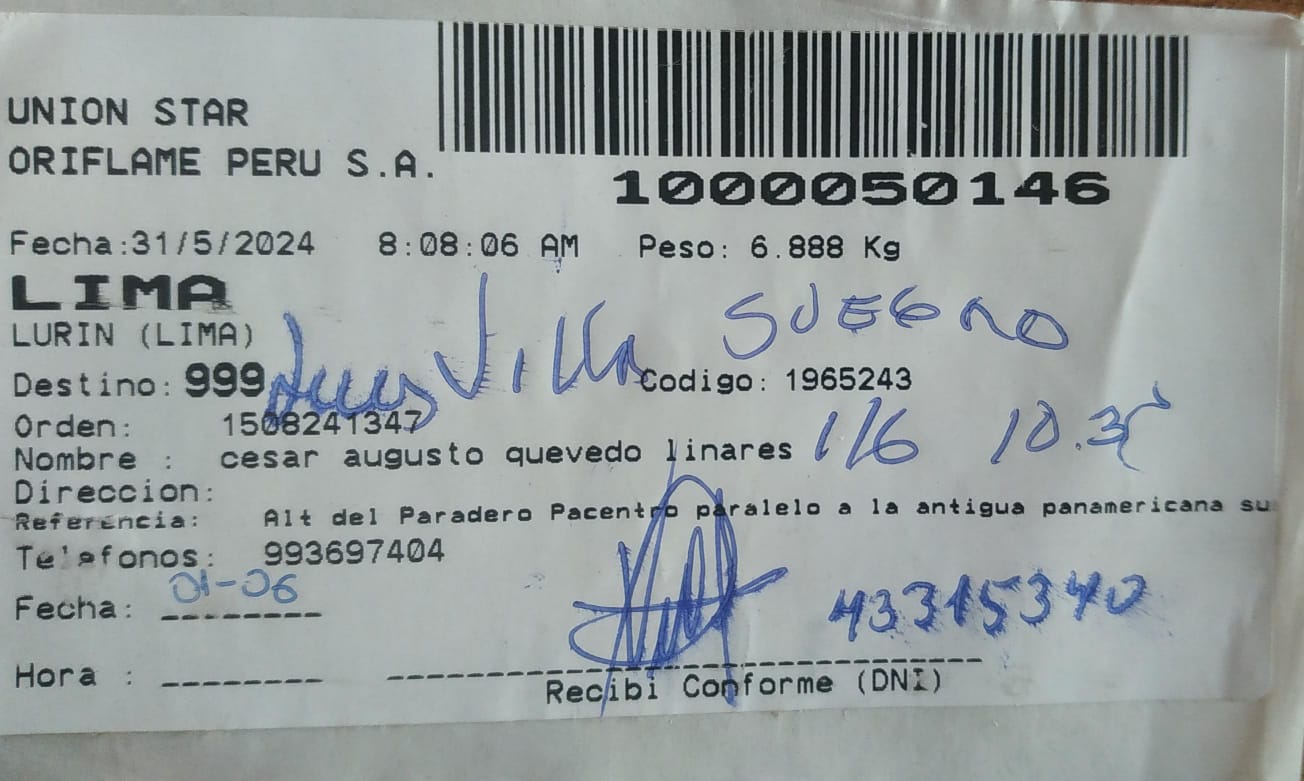 UNION STAR
ORIFLAME PERU S.A.
1000050146
Fecha:31/5/2024 8:08:06 AM Peso: 6.888 Kg
LIMA
LURIN (LIMA)
Luis Villa SUEGRO
Destino: 999 Codigo: 1965243
Orden: 1508241347
Nombre : cesar augusto quevedo linares 1/6 10.35
Direccion:
Referencia: Alt del Paradero Pacentro paralelo a la antigua panamericana su
Telefonos: 993697404
Fecha: 01-06
43315340
Hora :
Recibi Conforme (DNI)